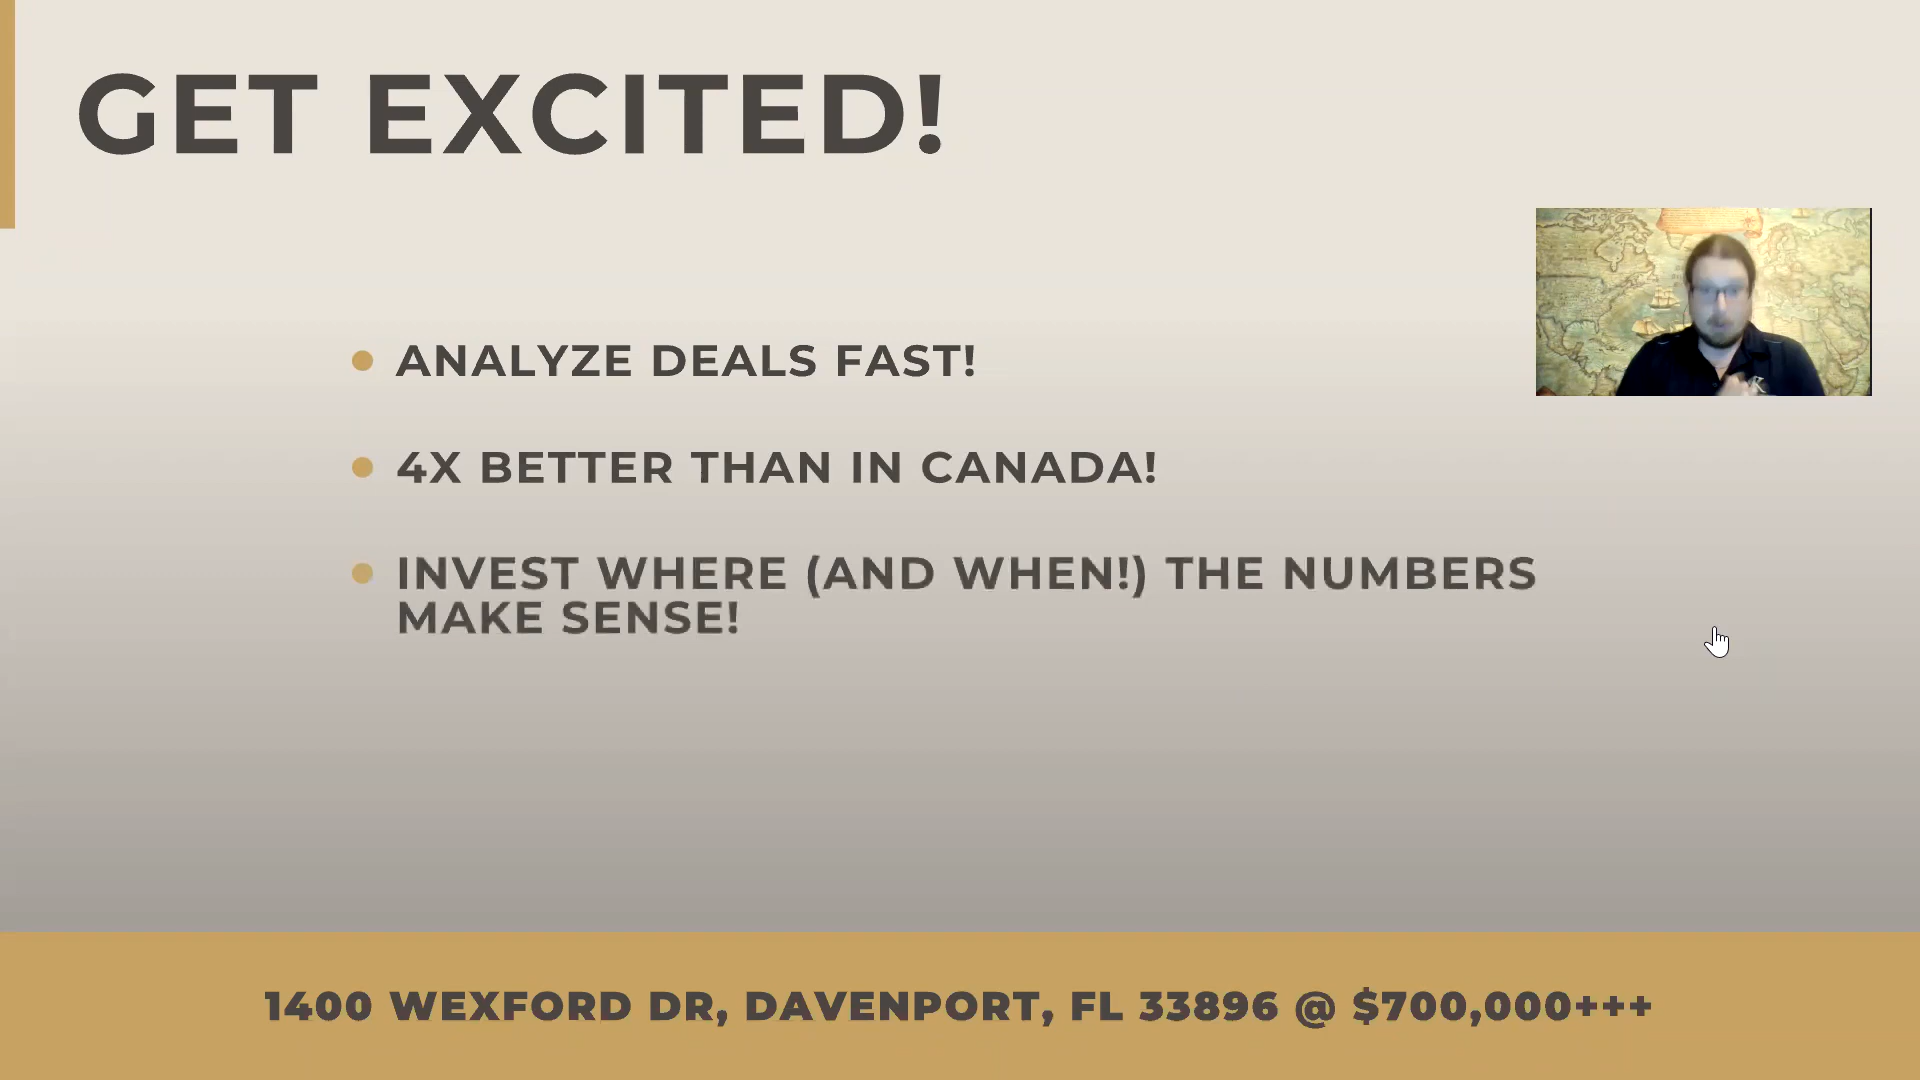 GET EXCITED!
ANALYZE DEALS FAST!
4X BETTER THAN IN CANADA!
INVEST WHERE (AND WHEN!) THE NUMBERS
MAKE SENSE!
1400 WEXFORD DR, DAVENPORT, FL 33896 @ $700,000+++